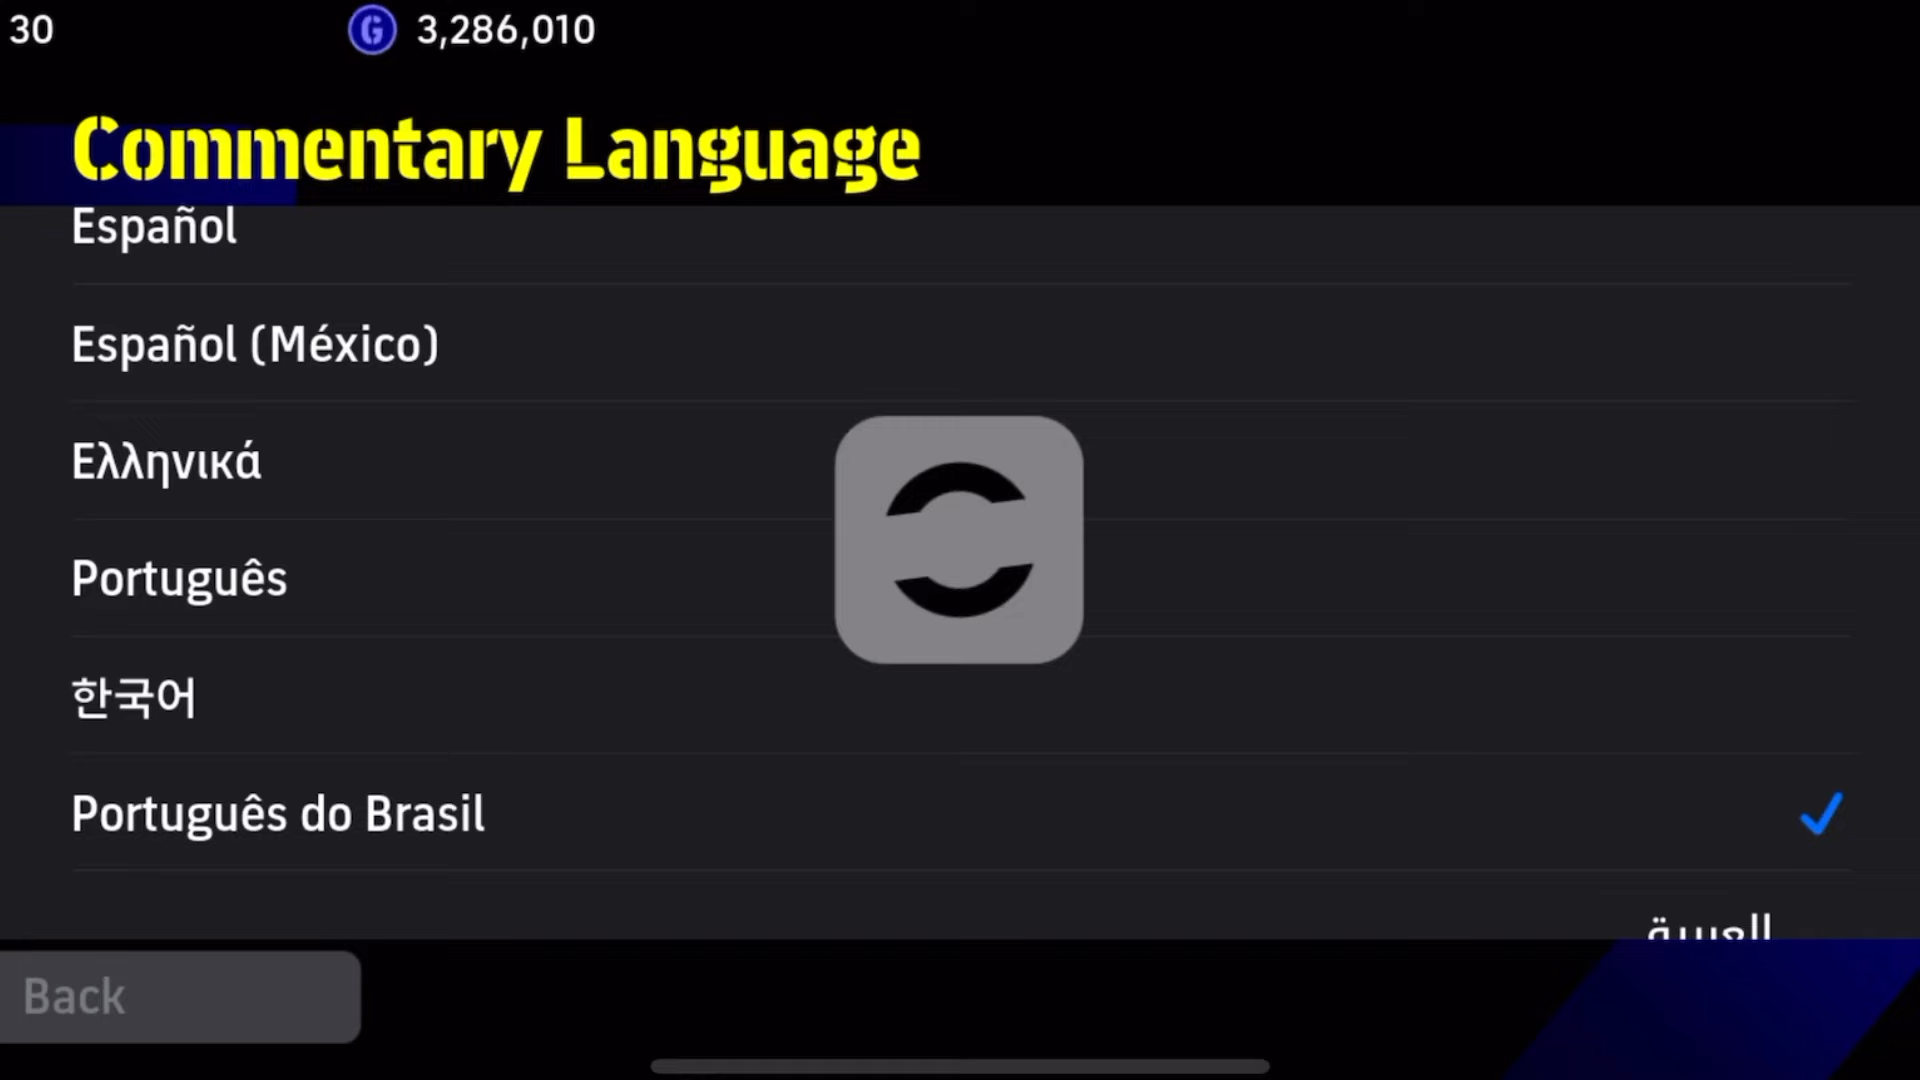 30
3,286,010
Commentary Language
Español
Español (México)
Ελληνικά
Português
한국어
Português do Brasil
Back